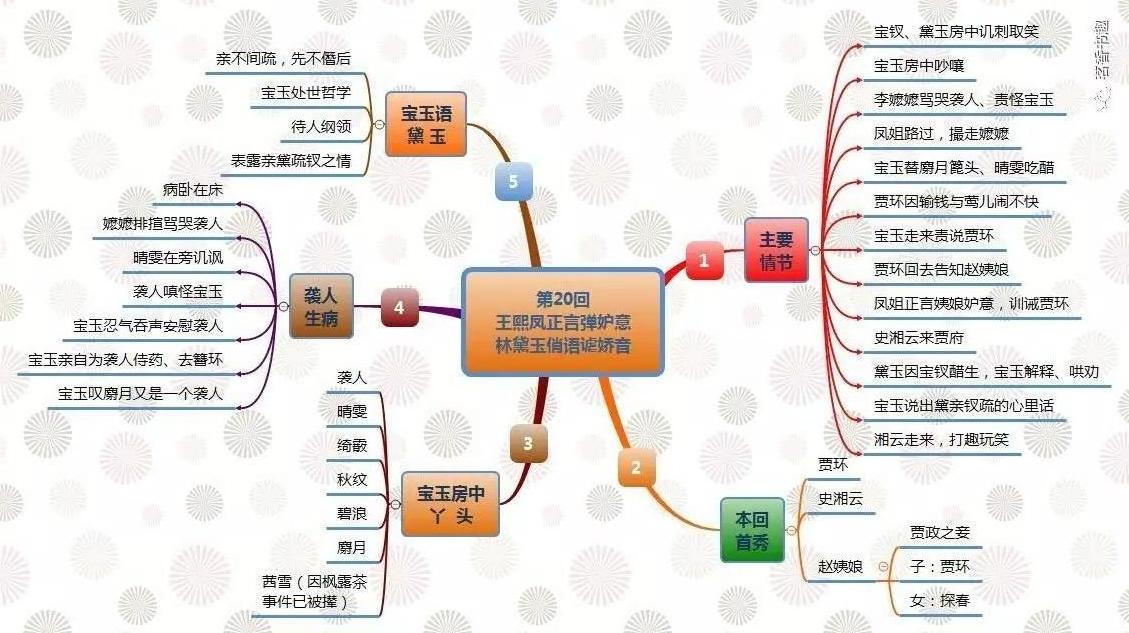 第20回
王熙凤正言弹妒意
林黛玉俏语谑娇音
1
主要
情节
宝钗、黛玉房中讥刺取笑
宝玉房中吵嚷
李嬷嬷骂哭袭人、责怪宝玉
凤姐路过，撮走嬷嬷
宝玉替麝月篦头、晴雯吃醋
贾环因输钱与莺儿闹不快
宝玉走来责说贾环
贾环回去告知赵姨娘
凤姐正言姨娘妒意，训诫贾环
史湘云来贾府
黛玉因宝钗醋生，宝玉解释、哄劝
宝玉说出黛亲钗疏的心里话
湘云走来，打趣玩笑
2
本回
首秀
贾环
史湘云
赵姨娘
贾政之妾
子：贾环
女：探春
3
宝玉房中
丫 头
袭人
晴雯
绮霰
秋纹
碧浪
麝月
茜雪（因枫露茶
事件已被撵）
4
袭人
生病
病卧在床
嬷嬷排揎骂哭袭人
晴雯在旁讥讽
袭人嗔怪宝玉
宝玉忍气吞声安慰袭人
宝玉亲自为袭人侍药、去簪环
宝玉叹麝月又是一个袭人
5
宝玉语
黛 玉
亲不间疏，先不僭后
宝玉处世哲学
待人纲领
表露亲黛疏钗之情
茗香书趣